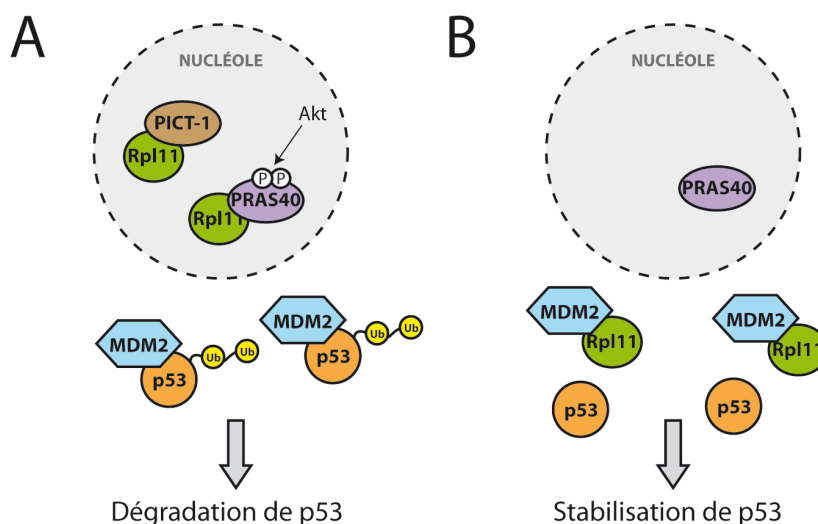 A
NUCLÉOLE
PICT-1
Rpl11
Akt
P P
PRAS40
Rpl11
MDM2
p53
Ub Ub
MDM2
p53
Ub Ub
Dégradation de p53
B
NUCLÉOLE
PRAS40
MDM2
Rpl11
MDM2
Rpl11
p53
p53
Stabilisation de p53